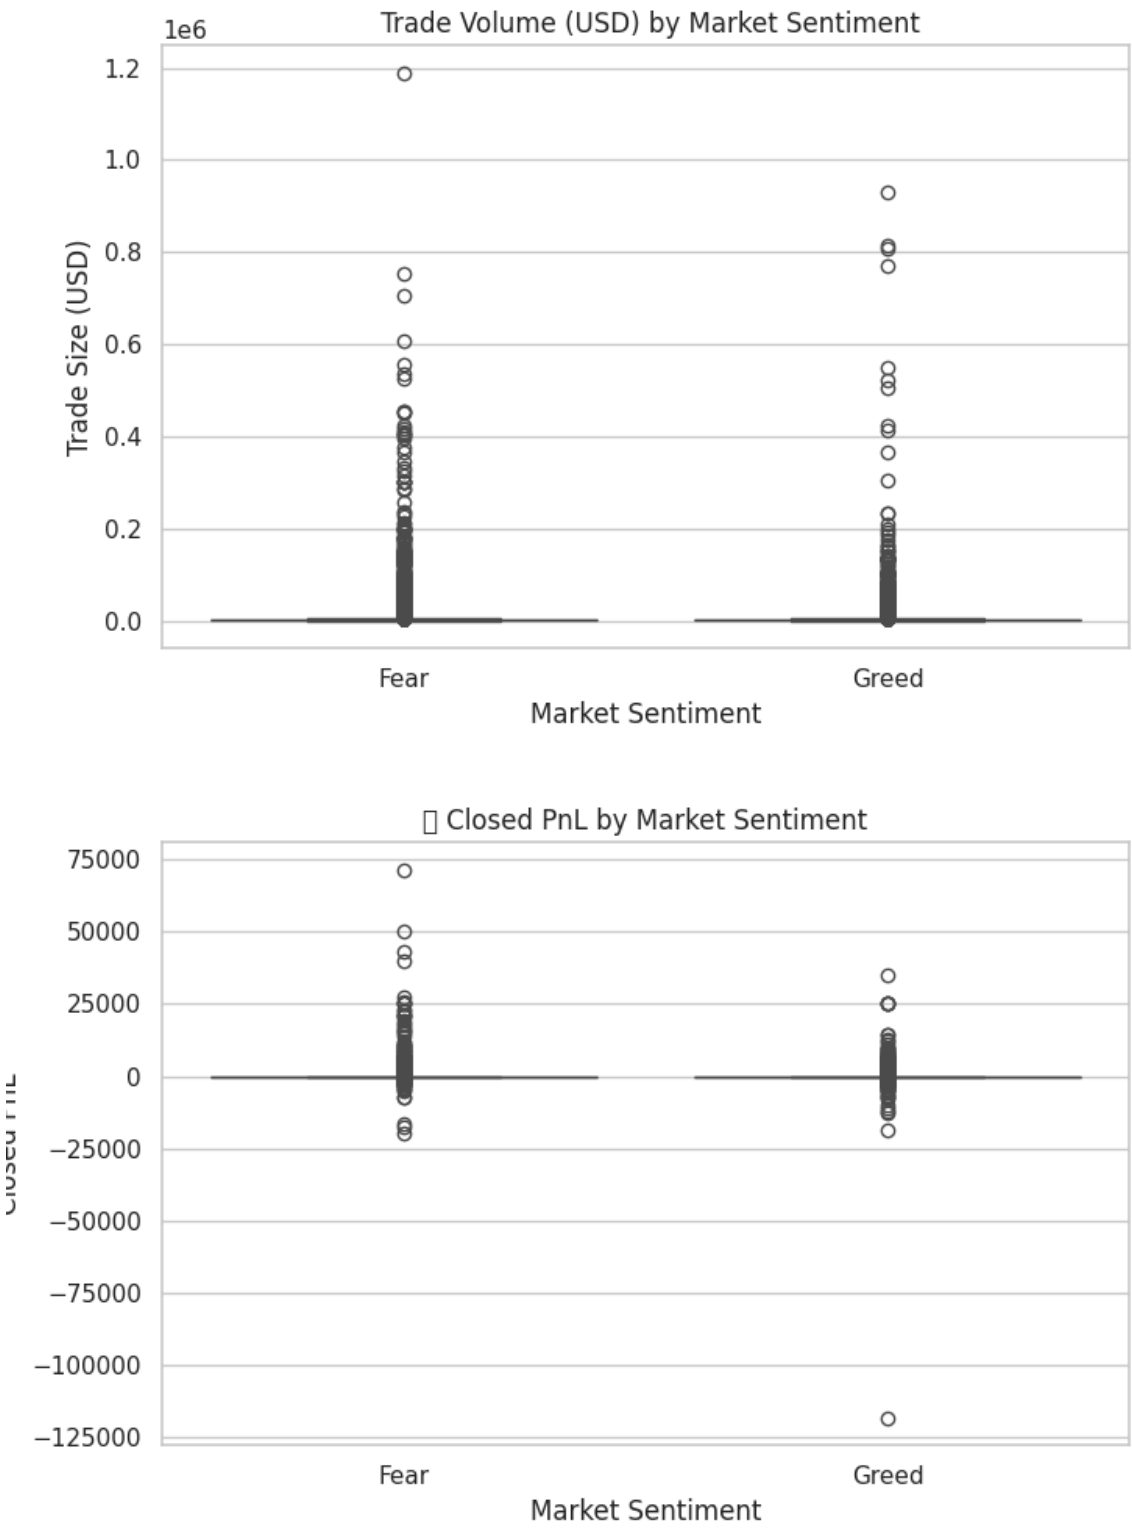 Trade Volume (USD) by Market Sentiment
1e6
1.2
1.0
0.8
0.6
0.4
0.2
0.0
Trade Size (USD)
Fear Greed
Market Sentiment
Closed PnL by Market Sentiment
75000
50000
25000
0
−25000
−50000
−75000
−100000
−125000
Closed PnL
Fear Greed
Market Sentiment